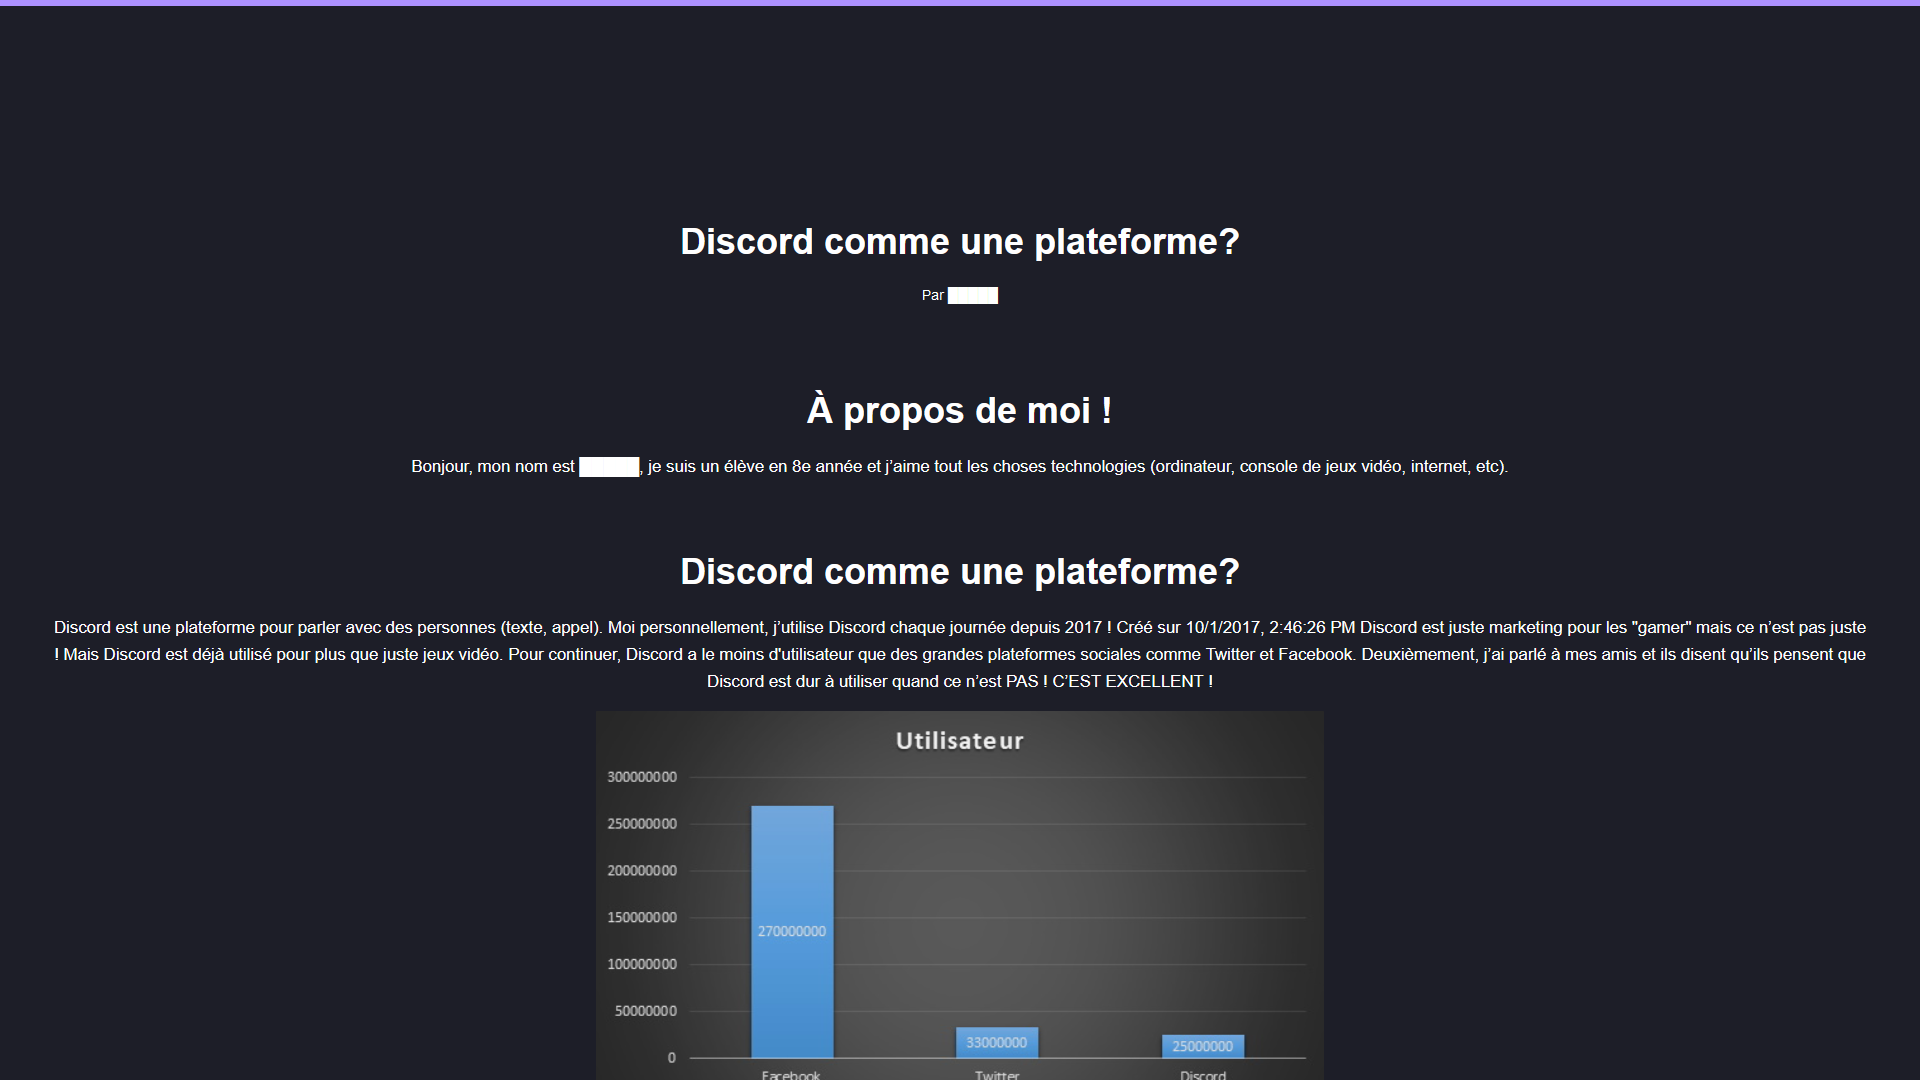 Discord comme une plateforme?
Par
À propos de moi !
Bonjour, mon nom est , je suis un élève en 8e année et j’aime tout les choses technologies (ordinateur, console de jeux vidéo, internet, etc).
Discord comme une plateforme?
Discord est une plateforme pour parler avec des personnes (texte, appel). Moi personnellement, j’utilise Discord chaque journée depuis 2017 ! Créé sur 10/1/2017, 2:46:26 PM Discord est juste marketing pour les "gamer" mais ce n’est pas juste
! Mais Discord est déjà utilisé pour plus que juste jeux vidéo. Pour continuer, Discord a le moins d'utilisateur que des grandes plateformes sociales comme Twitter et Facebook. Deuxièmement, j’ai parlé à mes amis et ils disent qu’ils pensent que
Discord est dur à utiliser quand ce n’est PAS ! C’EST EXCELLENT !
Utilisateur
300000000
250000000
200000000
150000000
100000000
50000000
0
270000000
33000000
25000000
Facebook
Twitter
Discord